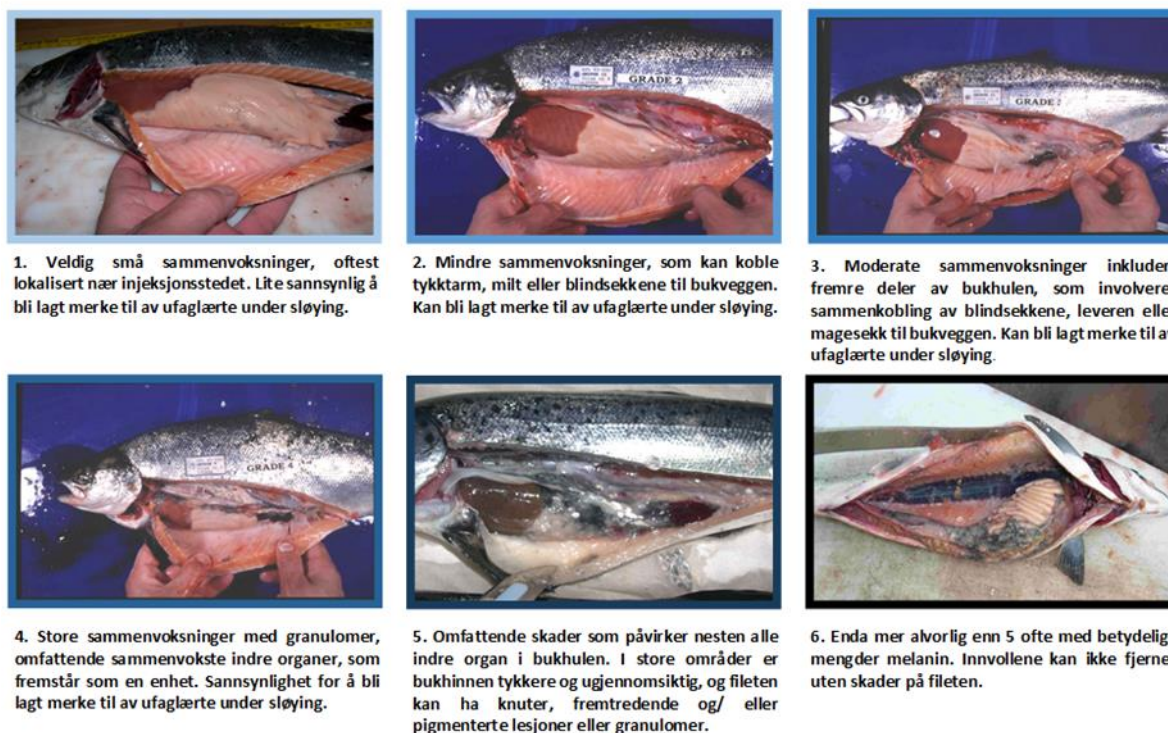 GRADE 2
GRADE
1. Veldig små sammenvoksninger, oftest
lokalisert nær injeksjonsstedet. Lite sannsynlig å
bli lagt merke til av ufaglærte under sløying.
2. Mindre sammenvoksninger, som kan koble
tykktarm, milt eller blindsekkene til bukveggen.
Kan bli lagt merke til av ufaglærte under sløying.
3. Moderate sammenvoksninger inkluder
fremre deler av bukhulen, som involvere
sammenkobling av blindsekkene, leveren elle
magesekk til bukveggen. Kan bli lagt merke til av
ufaglærte under sløying.
GRADE 4
4. Store sammenvoksninger med granulomer,
omfattende sammenvokste indre organer, som
fremstår som en enhet. Sannsynlighet for å bli
lagt merke til av ufaglærte under sløying.
5. Omfattende skader som påvirker nesten alle
indre organ i bukhulen. I store områder er
bukhinnen tykkere og ugjennomsiktig, og fileten
kan ha knuter, fremtredende og/ eller
pigmenterte lesjoner eller granulomer.
6. Enda mer alvorlig enn 5 ofte med betydelig
mengder melanin. Innvollene kan ikke fjerne
uten skader på fileten.